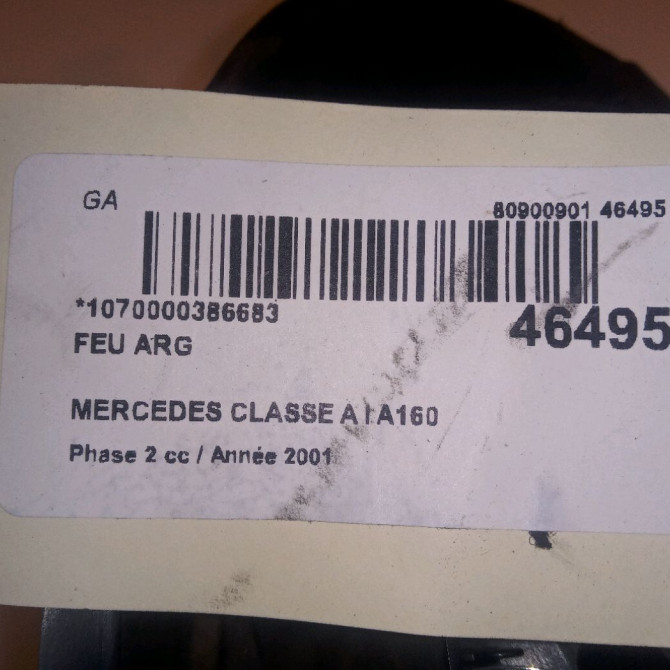 GA
80900901 46495
*1070000386683
46495
FEU ARG
MERCEDES CLASSE A I A160
Phase 2 cc / Année 2001